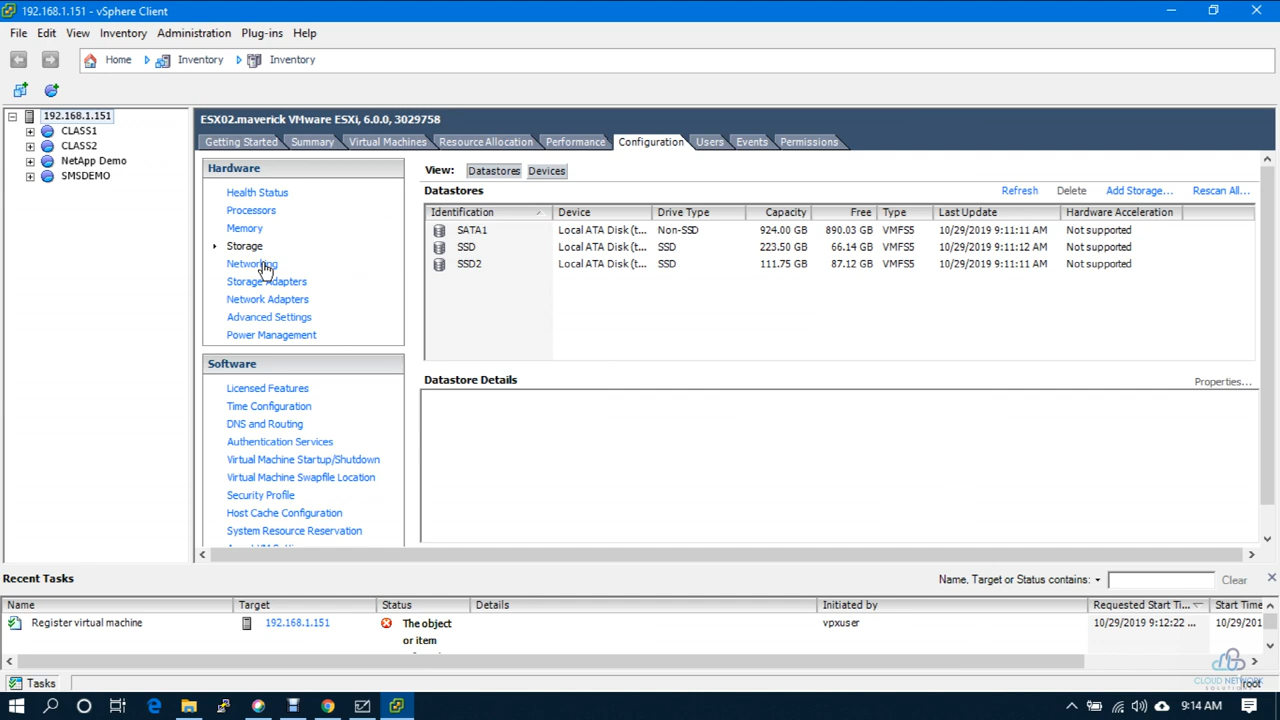 192.168.1.151 - vSphere Client
File Edit View Inventory Administration Plug-ins Help
Home Inventory Inventory
192.168.1.151
CLASS1
CLASS2
NetApp Demo
SMSDEMO
ESX02.maverick VMware ESXi, 6.0.0, 3029758
Getting Started Summary Virtual Machines Resource Allocation Performance Configuration Users Events Permissions
Hardware
Health Status
Processors
Memory
Storage
Networking
Storage Adapters
Network Adapters
Advanced Settings
Power Management
Software
Licensed Features
Time Configuration
DNS and Routing
Authentication Services
Virtual Machine Startup/Shutdown
Virtual Machine Swapfile Location
Security Profile
Host Cache Configuration
System Resource Reservation
View: Datastores Devices
Datastores Refresh Delete Add Storage... Rescan All...
Identification Device Drive Type Capacity Free Type Last Update Hardware Acceleration
SATA1 Local ATA Disk (t... Non-SSD 924.00 GB 890.03 GB VMFS5 10/29/2019 9:11:11 AM Not supported
SSD Local ATA Disk (t... SSD 223.50 GB 66.14 GB VMFS5 10/29/2019 9:11:11 AM Not supported
SSD2 Local ATA Disk (t... SSD 111.75 GB 87.12 GB VMFS5 10/29/2019 9:11:11 AM Not supported
Datastore Details Properties...
Recent Tasks Name, Target or Status contains: Clear
Name Target Status Details Initiated by Requested Start Ti... Start Time
Register virtual machine 192.168.1.151 The object vpxuser 10/29/2019 9:12:22 ... 10/29/201
or item
Tasks root
CLOUD NETWORK
SOLUTIONS
9:14 AM